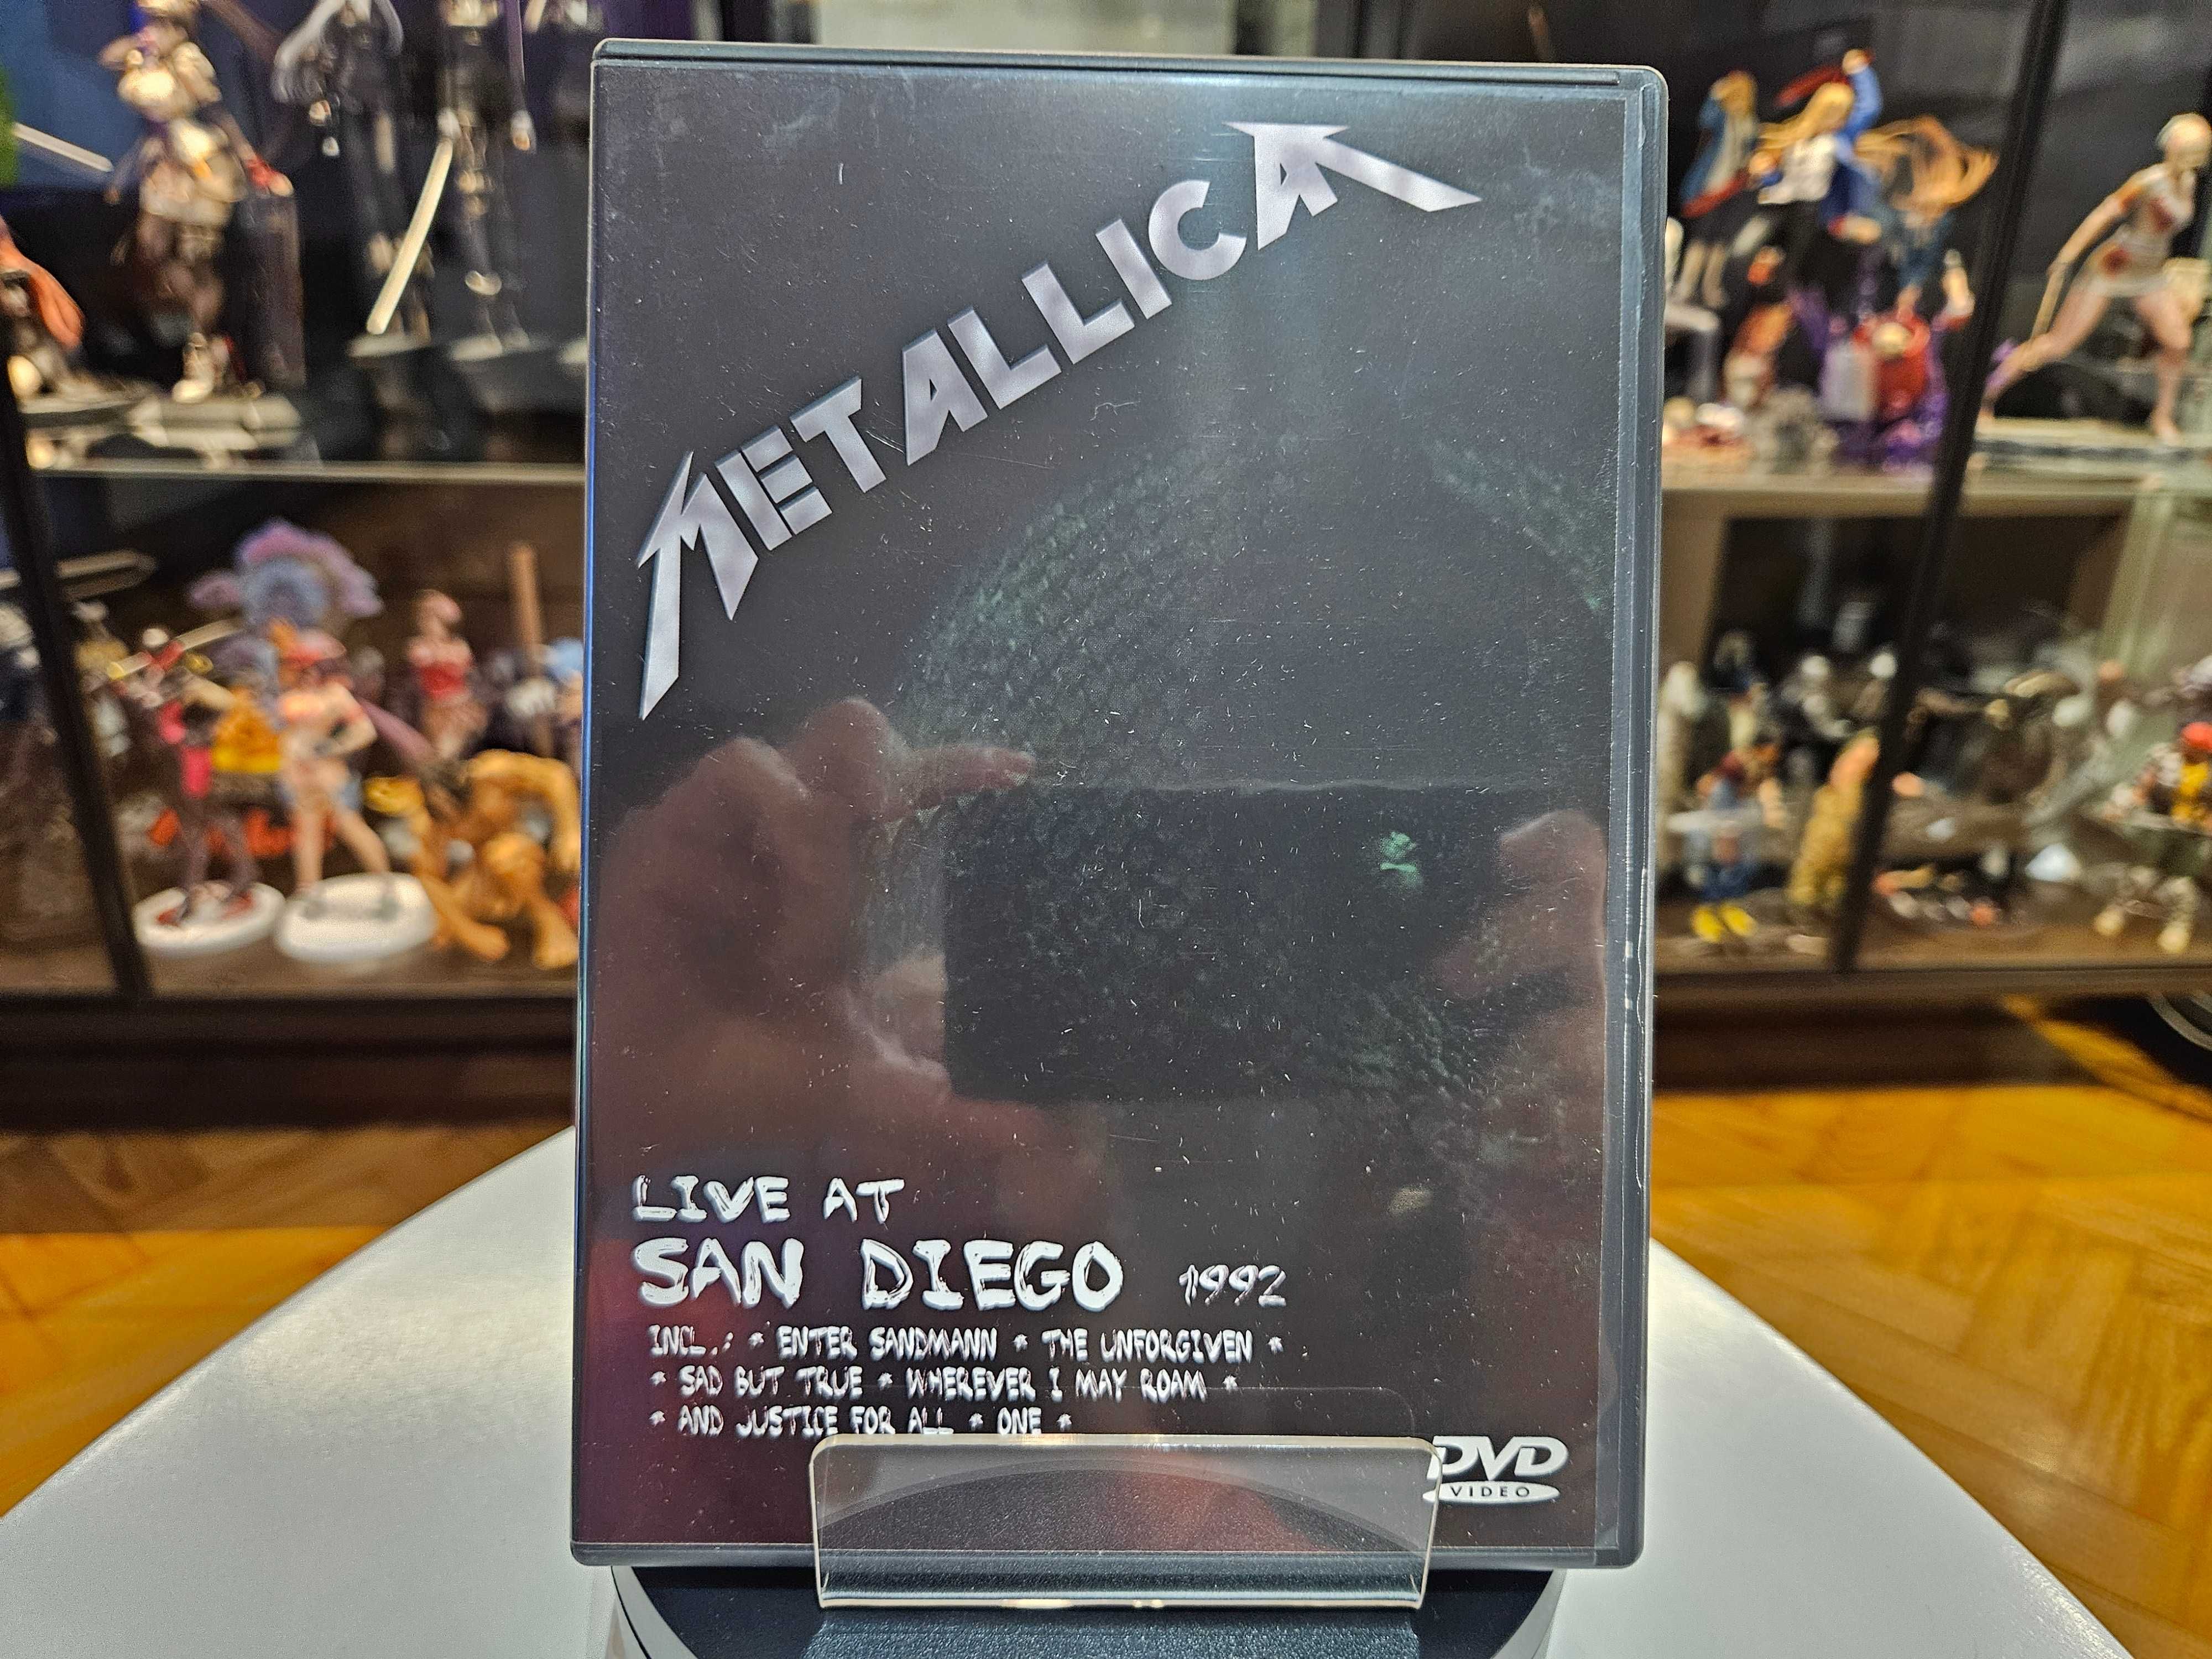 METALLICA
LIVE AT
SAN DIEGO 1992
INCL.: * ENTER SANDMANN * THE UNFORGIVEN *
* SAD BUT TRUE * WHEREVER I MAY ROAM *
* AND JUSTICE FOR ALL * ONE *
DVD
VIDEO